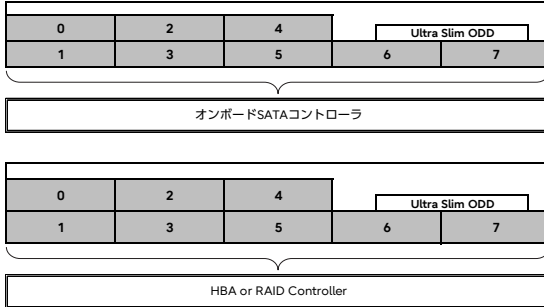 0 2 4 Ultra Slim ODD
1 3 5 6 7
オンボードSATAコントローラ
0 2 4 Ultra Slim ODD
1 3 5 6 7
HBA or RAID Controller